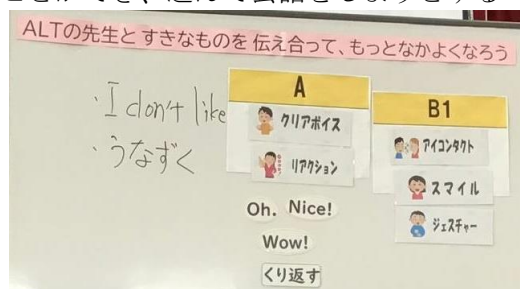 ALTの先生とすきなものを伝え合って、もっとなかよくなろう
・I don't like
・うなずく
A
クリアボイス
リアクション
Oh. Nice!
Wow!
くり返す
B1
アイコンタクト
スマイル
ジェスチャー